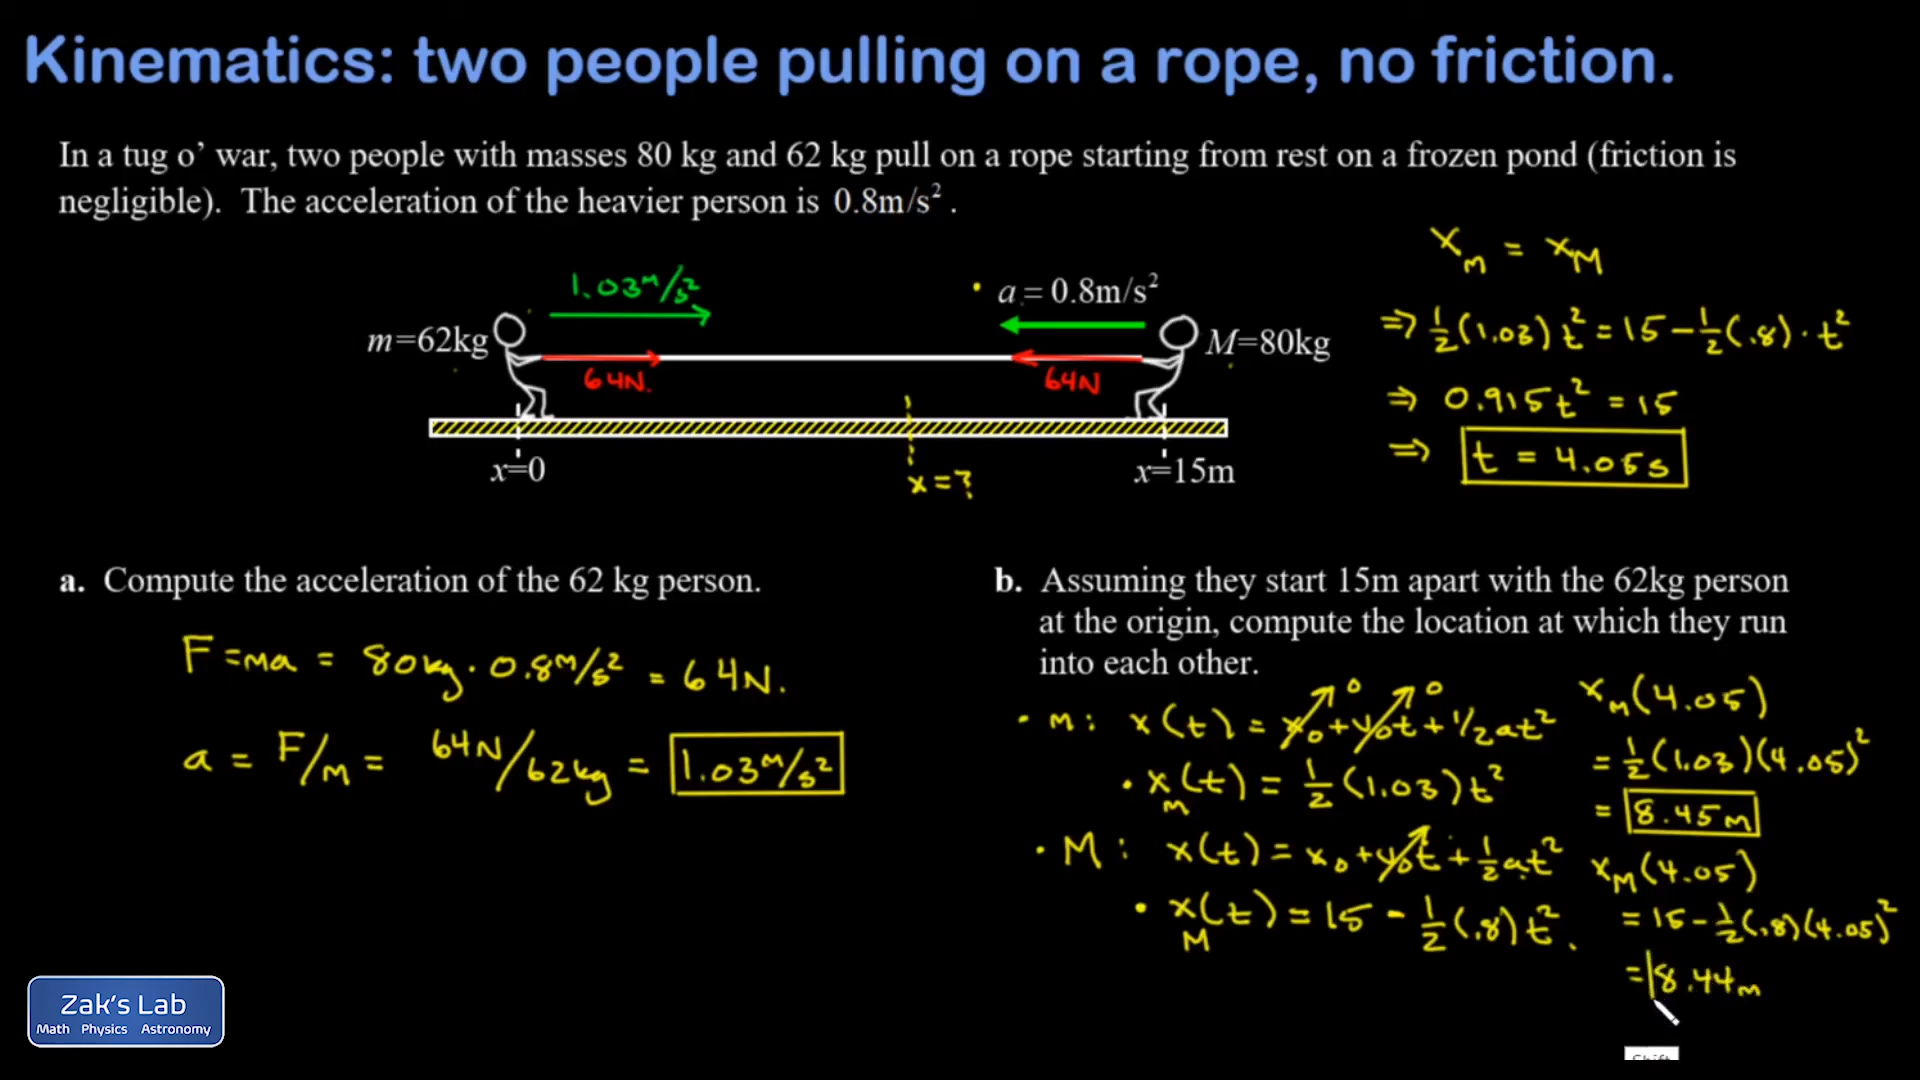 Kinematics: two people pulling on a rope, no friction.
In a tug o’ war, two people with masses 80 kg and 62 kg pull on a rope starting from rest on a frozen pond (friction is
negligible). The acceleration of the heavier person is 0.8m/s² .
1.03 m/s²
a = 0.8m/s²
m=62kg
M=80kg
64N.
64N
x=0
x=?
x=15m
xₘ = x_M
⇒ ½(1.03)t² = 15 − ½(.8)·t²
⇒ 0.915t² = 15
⇒ t = 4.05s
a. Compute the acceleration of the 62 kg person.
F = ma = 80kg · 0.8 m/s² = 64N.
a = F/m = 64N/62kg = 1.03 m/s²
b. Assuming they start 15m apart with the 62kg person
at the origin, compute the location at which they run
into each other.
• m: x(t) = x₀ + v₀t + ½at²
0 0
• xₘ(t) = ½(1.03)t²
• M: x(t) = x₀ + v₀t + ½at²
• x_M(t) = 15 − ½(.8)t².
xₘ(4.05)
= ½(1.03)(4.05)²
= 8.45m
x_M(4.05)
= 15 − ½(.8)(4.05)²
= 8.44m
Zak's Lab
Math Physics Astronomy